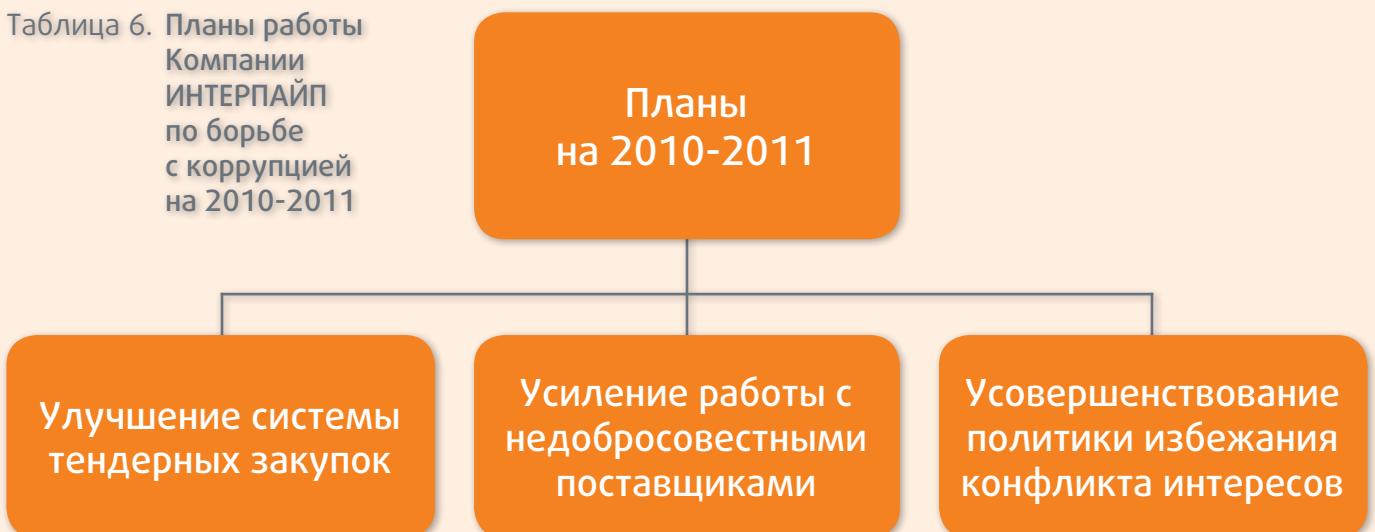 Таблица 6. Планы работы
Компании
ИНТЕРПАЙП
по борьбе
с коррупцией
на 2010-2011
Планы
на 2010-2011
Улучшение системы
тендерных закупок
Усиление работы с
недобросовестными
поставщиками
Усовершенствование
политики избежания
конфликта интересов